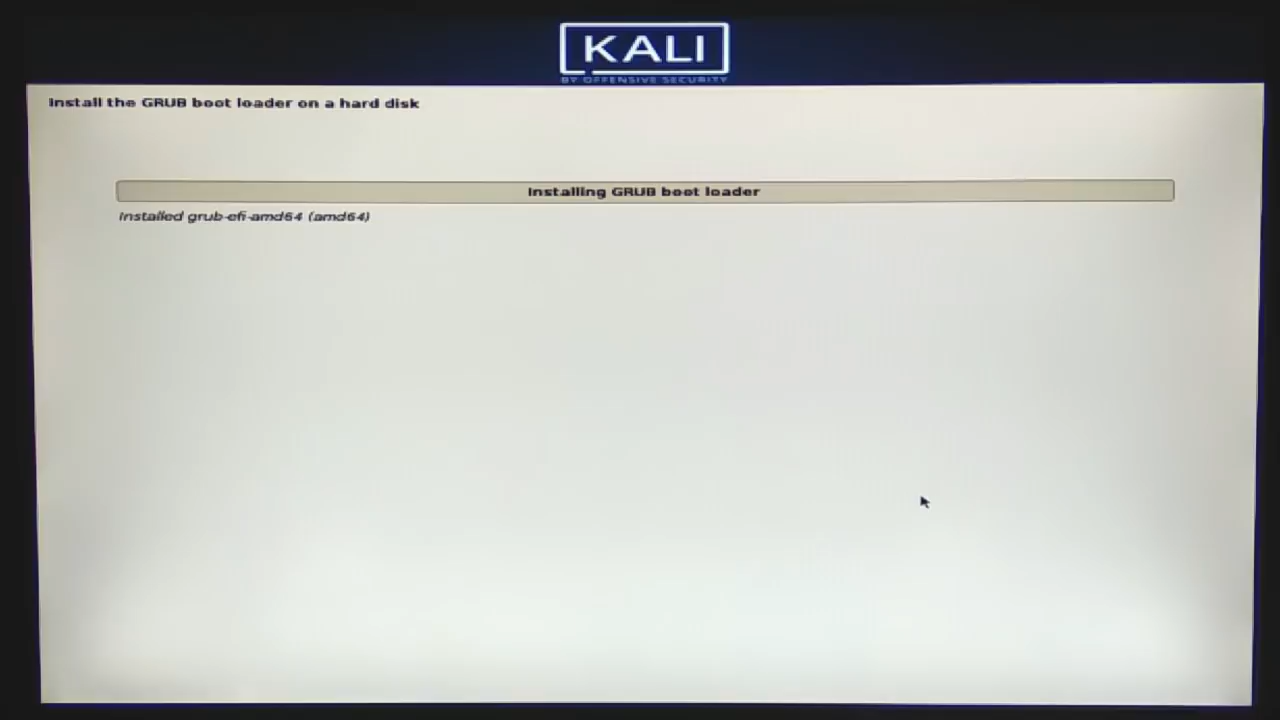 KALI
BY OFFENSIVE SECURITY
Install the GRUB boot loader on a hard disk
Installing GRUB boot loader
Installed grub-efi-amd64 (amd64)